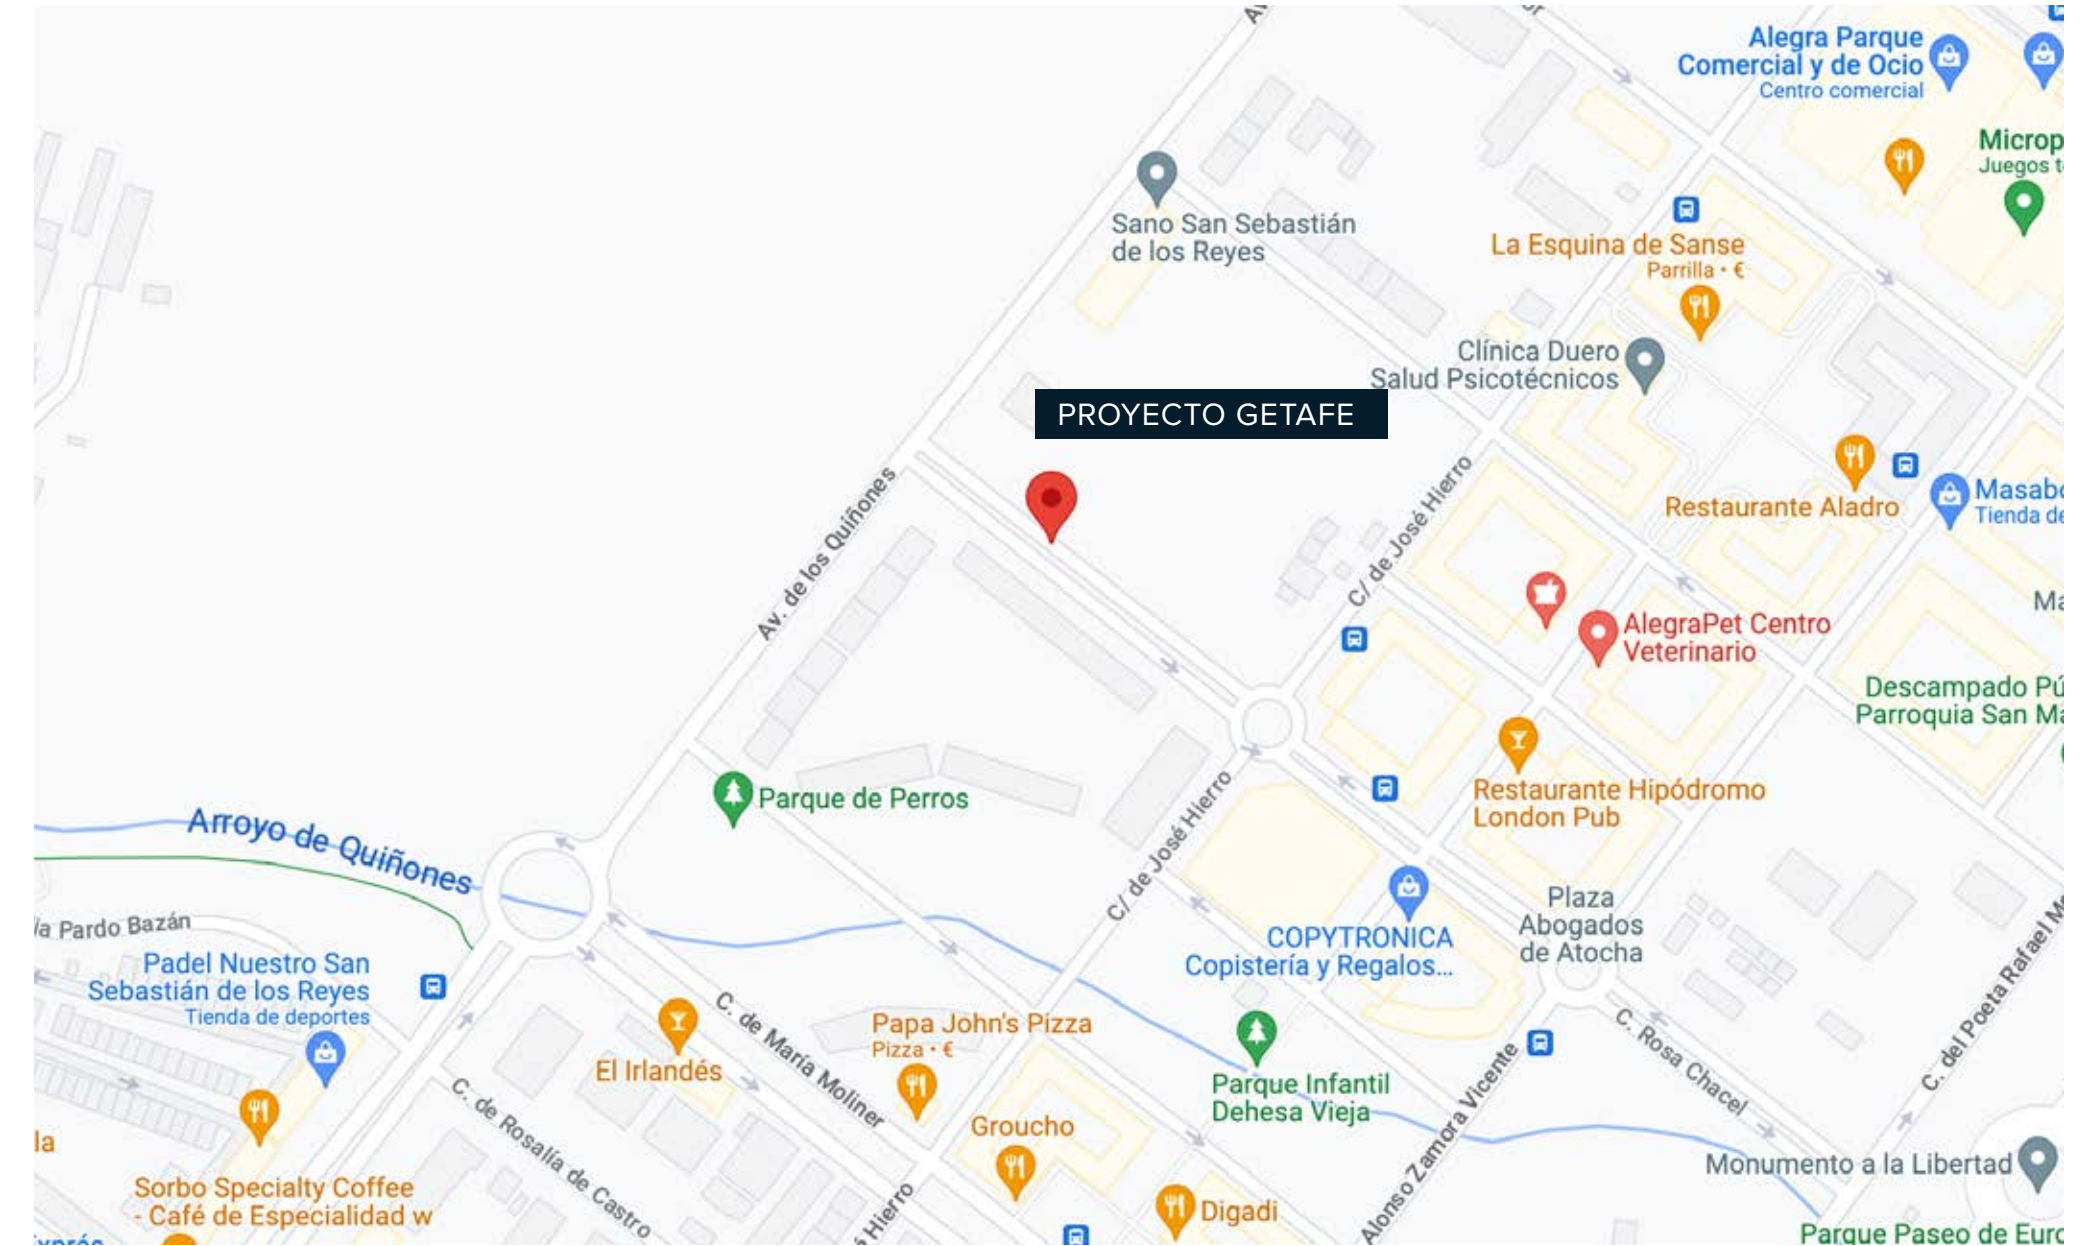 Alegra Parque
Comercial y de Ocio
Centro comercial
Microp
Juegos t
Sano San Sebastián
de los Reyes
La Esquina de Sanse
Parrilla • €
Clínica Duero
Salud Psicotécnicos
PROYECTO GETAFE
Av. de los Quiñones
C/ de José Hierro
Restaurante Aladro
Masab
Tienda de
AlegraPet Centro
Veterinario
Ma
Descampado Pú
Parroquia San Ma
Parque de Perros
Restaurante Hipódromo
London Pub
Arroyo de Quiñones
C/ de José Hierro
a Pardo Bazán
Plaza
Abogados
de Atocha
COPYTRONICA
Copistería y Regalos...
Padel Nuestro San
Sebastián de los Reyes
Tienda de deportes
C. de María Moliner
El Irlandés
Papa John's Pizza
Pizza • €
Parque Infantil
Dehesa Vieja
C. Rosa Chacel
C. del Poeta Rafael Mo
C. de Rosalía de Castro
Groucho
Alonso Zamora Vicente
Monumento a la Libertad
la
Sorbo Specialty Coffee
- Café de Especialidad w
Digadi
é Hierro
Parque Paseo de Euro